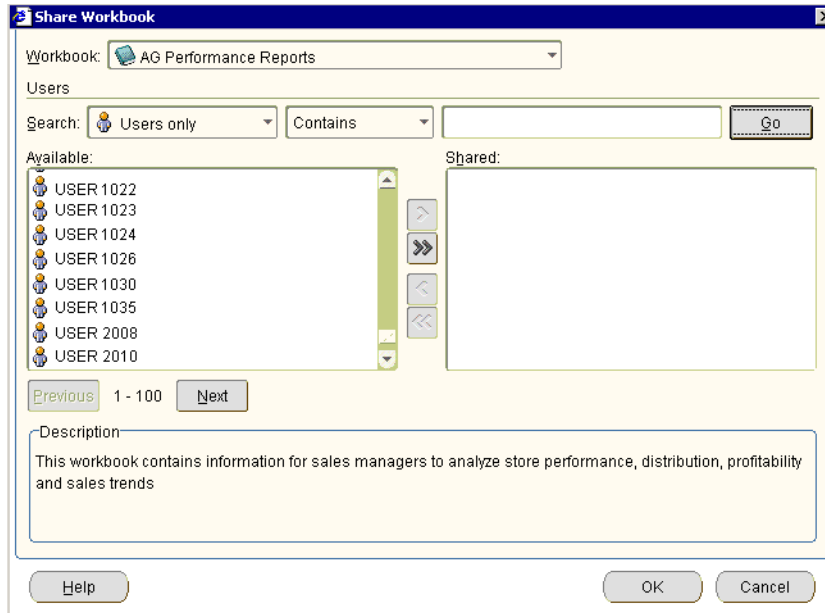 Share Workbook
Workbook: AG Performance Reports
Users
Search: Users only Contains Go
Available: Shared:
USER 1022
USER 1023
USER 1024
USER 1026
USER 1030
USER 1035
USER 2008
USER 2010
Previous 1 - 100 Next
Description
This workbook contains information for sales managers to analyze store performance, distribution, profitability
and sales trends
Help OK Cancel